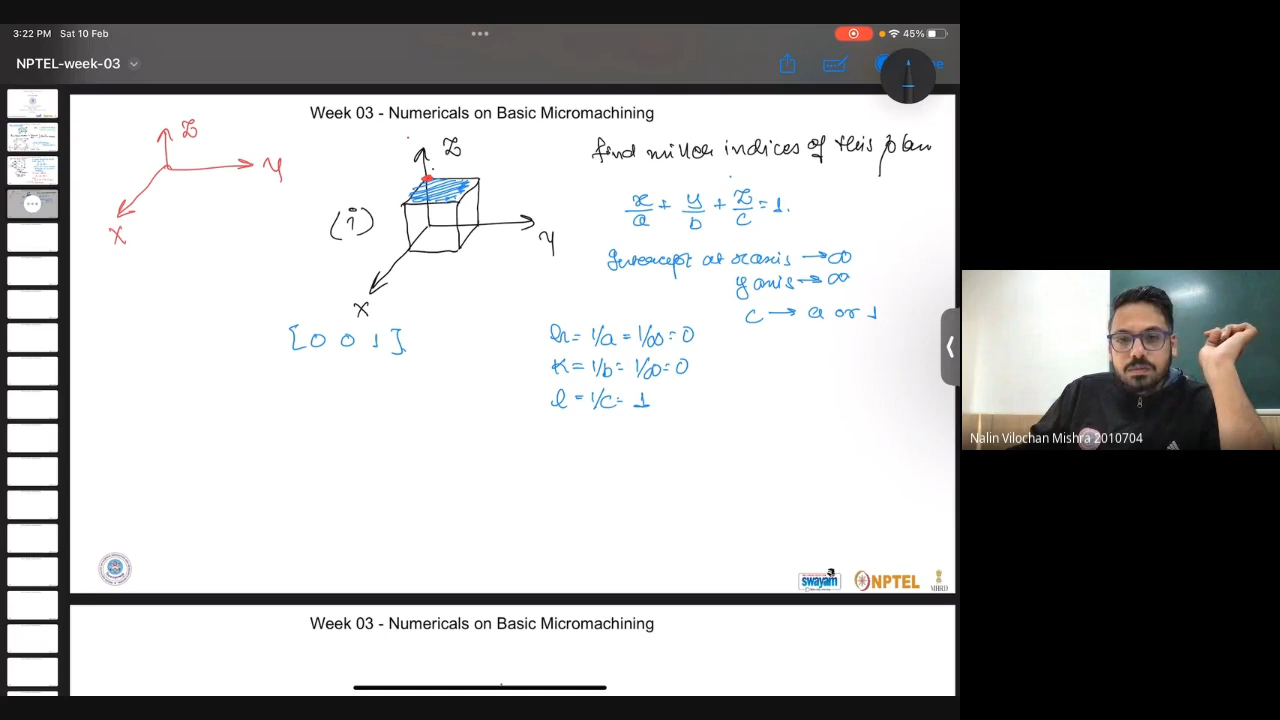 3:22 PM Sat 10 Feb
45%
NPTEL-week-03
Week 03 - Numericals on Basic Micromachining
Z
Y
X
Z
(i)
Y
X
[0 0 1]
find miller indices of this plane
x/a + y/b + z/c = 1.
Intercept at x axis → ∞
y axis → ∞
c → a or 1
h = 1/a = 1/∞ = 0
K = 1/b = 1/∞ = 0
l = 1/c = 1
swayam
NPTEL
MHRD
Week 03 - Numericals on Basic Micromachining
Nalin Vilochan Mishra 2010704